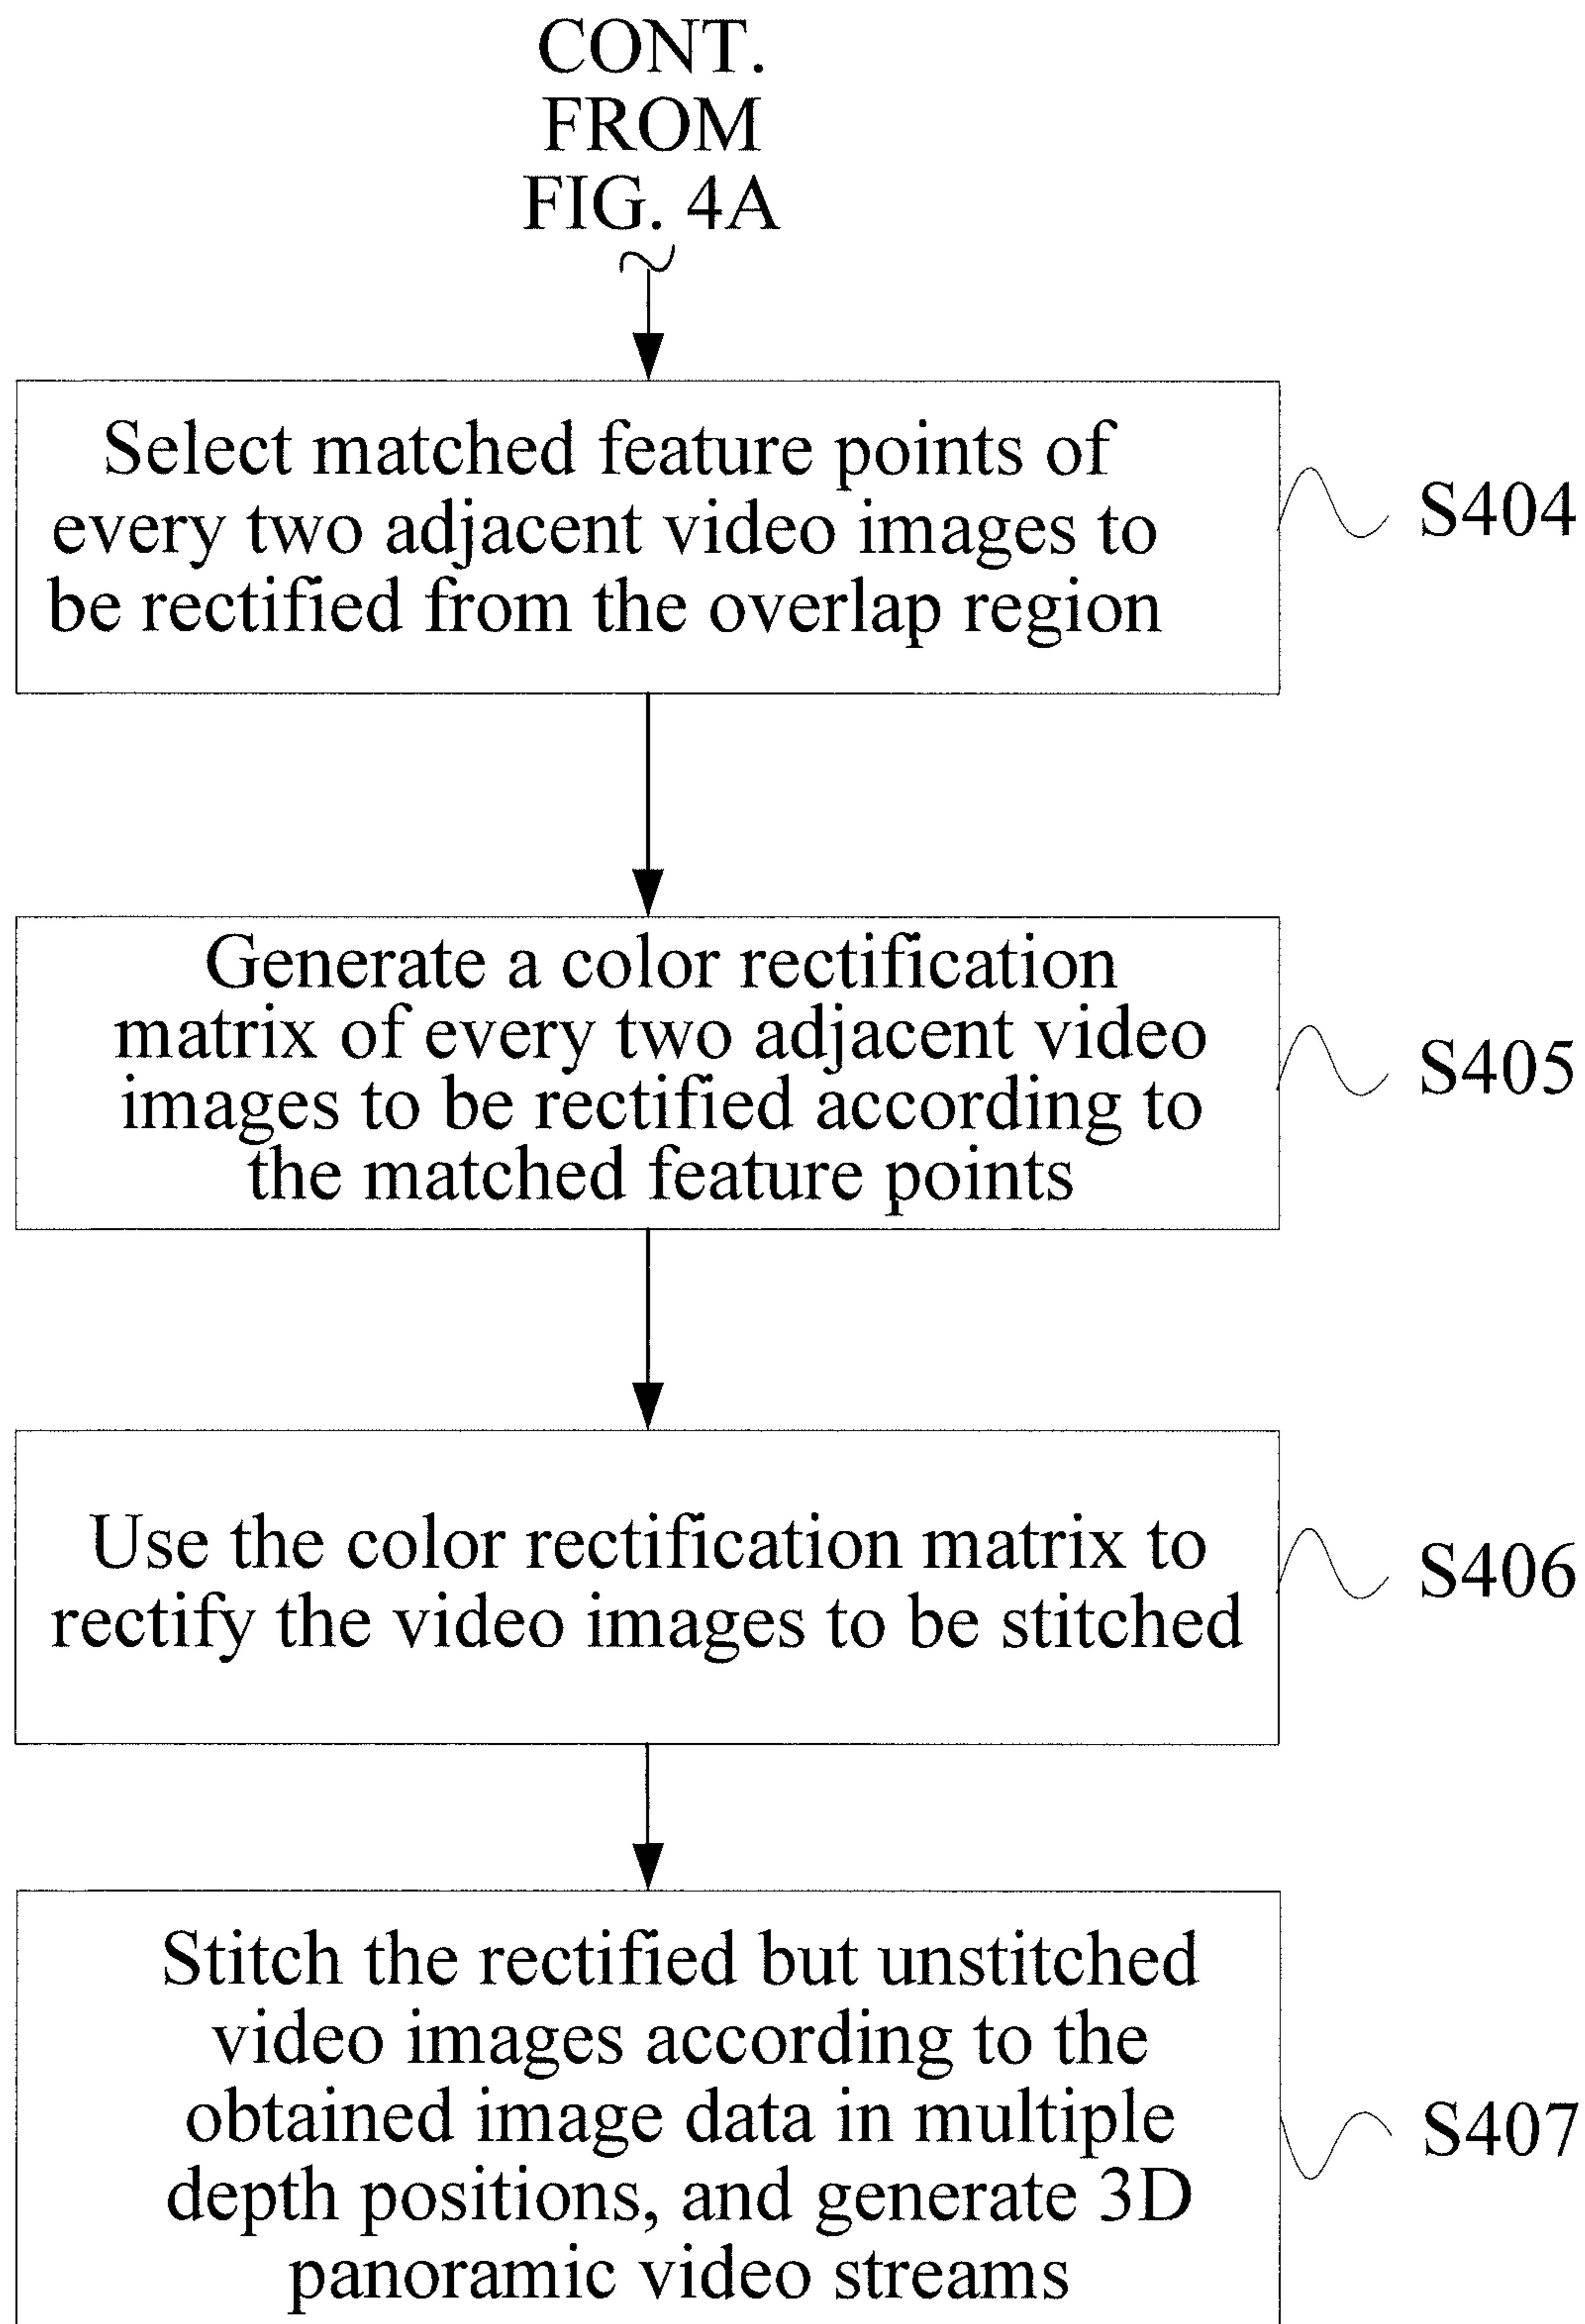 CONT.
FROM
FIG. 4A
Select matched feature points of
every two adjacent video images to
be rectified from the overlap region
S404
Generate a color rectification
matrix of every two adjacent video
images to be rectified according to
the matched feature points
S405
Use the color rectification matrix to
rectify the video images to be stitched
S406
Stitch the rectified but unstitched
video images according to the
obtained image data in multiple
depth positions, and generate 3D
panoramic video streams
S407